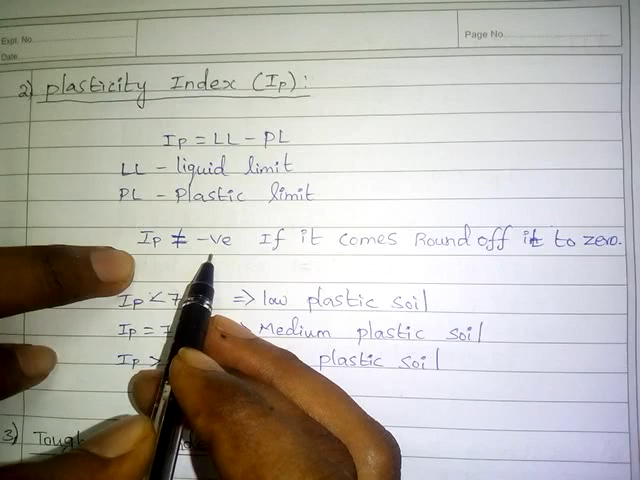 Expt. No.
Date
Page No.
2) Plasticity Index (Ip):
Ip = LL - PL
LL - liquid limit
PL - Plastic limit
Ip ≠ -ve If it comes Round off it to zero.
Ip < 7 => low plastic soil
Ip = Medium plastic soil
Ip > plastic soil
3)